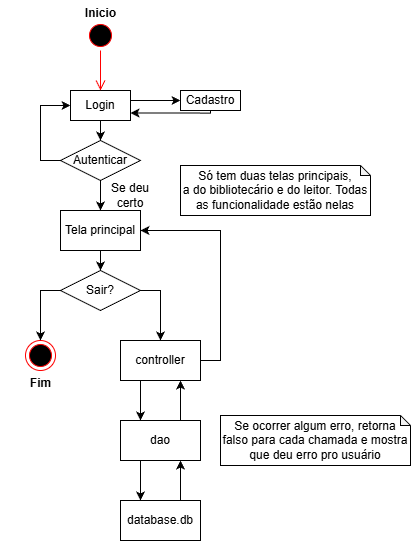 Inicio
Login
Cadastro
Autenticar
Só tem duas telas principais,
a do bibliotecário e do leitor. Todas
as funcionalidade estão nelas
Se deu
certo
Tela principal
Sair?
controller
Fim
dao
Se ocorrer algum erro, retorna
falso para cada chamada e mostra
que deu erro pro usuário
database.db